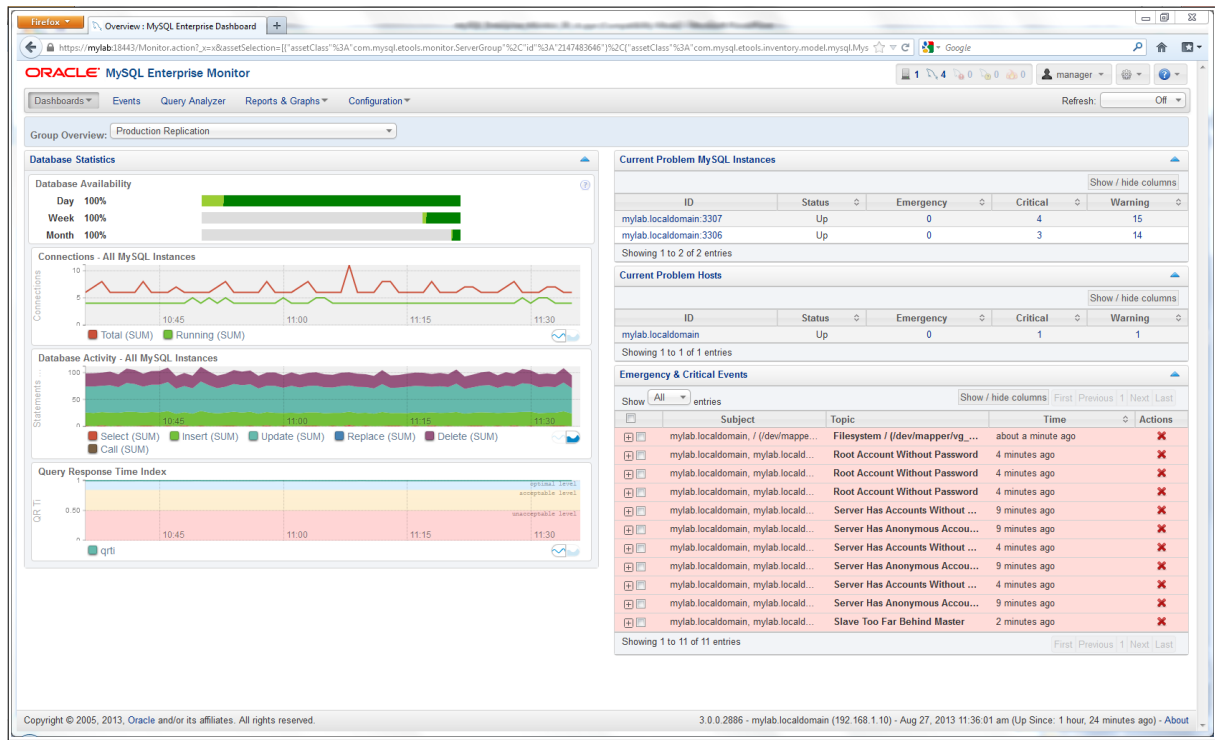 Firefox
Overview : MySQL Enterprise Dashboard
https://mylab:18443/Monitor.action?_x=x&assetSelection=[{"assetClass"%3A"com.mysql.etools.monitor.ServerGroup"%2C"id"%3A"2147483646"}%2C{"assetClass"%3A"com.mysql.etools.inventory.model.mysql.Mys
Google
ORACLE MySQL Enterprise Monitor
1 4 0 0 0 manager
Dashboards Events Query Analyzer Reports & Graphs Configuration Refresh: Off
Group Overview: Production Replication
Database Statistics
Database Availability
Day 100%
Week 100%
Month 100%
Connections - All MySQL Instances
Connections
10
5
0
10:45 11:00 11:15 11:30
Total (SUM) Running (SUM)
Database Activity - All MySQL Instances
Statements
100
50
0
10:45 11:00 11:15 11:30
Select (SUM) Insert (SUM) Update (SUM) Replace (SUM) Delete (SUM)
Call (SUM)
Query Response Time Index
QR Ti
1
0.50
0
optimal level
acceptable level
unacceptable level
10:45 11:00 11:15 11:30
qrti
Current Problem MySQL Instances
Show / hide columns
ID Status Emergency Critical Warning
mylab.localdomain:3307 Up 0 4 15
mylab.localdomain:3306 Up 0 3 14
Showing 1 to 2 of 2 entries
Current Problem Hosts
Show / hide columns
ID Status Emergency Critical Warning
mylab.localdomain Up 0 1 1
Showing 1 to 1 of 1 entries
Emergency & Critical Events
Show All entries Show / hide columns First Previous 1 Next Last
Subject Topic Time Actions
mylab.localdomain, / (/dev/mappe... Filesystem / (/dev/mapper/vg_... about a minute ago
mylab.localdomain, mylab.locald... Root Account Without Password 4 minutes ago
mylab.localdomain, mylab.locald... Root Account Without Password 4 minutes ago
mylab.localdomain, mylab.locald... Server Has Accounts Without ... 9 minutes ago
mylab.localdomain, mylab.locald... Server Has Anonymous Accou... 9 minutes ago
mylab.localdomain, mylab.locald... Server Has Accounts Without ... 4 minutes ago
mylab.localdomain, mylab.locald... Server Has Anonymous Accou... 9 minutes ago
mylab.localdomain, mylab.locald... Server Has Accounts Without ... 4 minutes ago
mylab.localdomain, mylab.locald... Server Has Anonymous Accou... 9 minutes ago
mylab.localdomain, mylab.locald... Slave Too Far Behind Master 2 minutes ago
Showing 1 to 11 of 11 entries First Previous 1 Next Last
Copyright © 2005, 2013, Oracle and/or its affiliates. All rights reserved.
3.0.0.2886 - mylab.localdomain (192.168.1.10) - Aug 27, 2013 11:36:01 am (Up Since: 1 hour, 24 minutes ago) - About